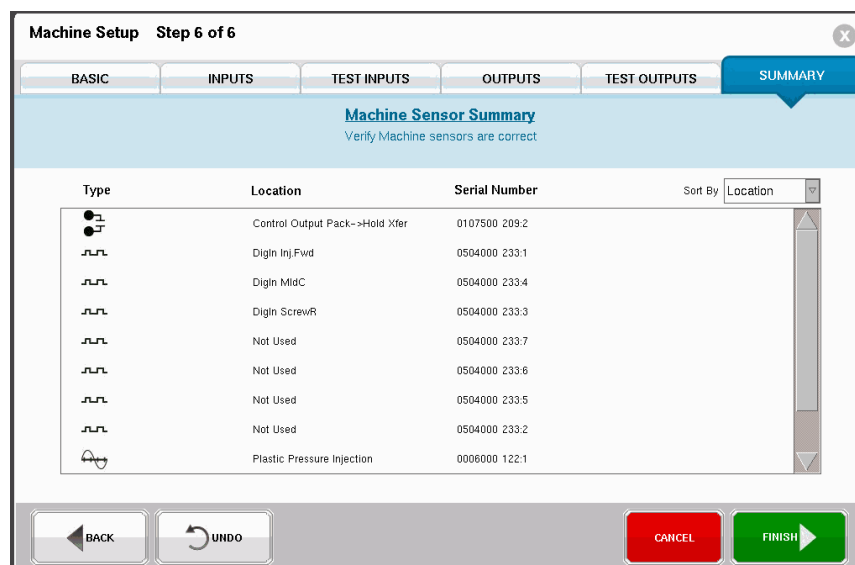 Machine Setup Step 6 of 6
X
BASIC INPUTS TEST INPUTS OUTPUTS TEST OUTPUTS SUMMARY
Machine Sensor Summary
Verify Machine sensors are correct
Type Location Serial Number Sort By Location
Control Output Pack->Hold Xfer 0107500 209:2
DigIn Inj.Fwd 0504000 233:1
DigIn MldC 0504000 233:4
DigIn ScrewR 0504000 233:3
Not Used 0504000 233:7
Not Used 0504000 233:6
Not Used 0504000 233:5
Not Used 0504000 233:2
Plastic Pressure Injection 0006000 122:1
BACK UNDO CANCEL FINISH